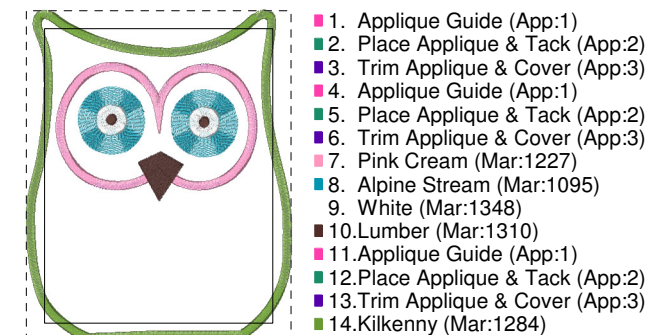 1. Applique Guide (App:1)
2. Place Applique & Tack (App:2)
3. Trim Applique & Cover (App:3)
4. Applique Guide (App:1)
5. Place Applique & Tack (App:2)
6. Trim Applique & Cover (App:3)
7. Pink Cream (Mar:1227)
8. Alpine Stream (Mar:1095)
9. White (Mar:1348)
10.Lumber (Mar:1310)
11.Applique Guide (App:1)
12.Place Applique & Tack (App:2)
13.Trim Applique & Cover (App:3)
14.Kilkenny (Mar:1284)